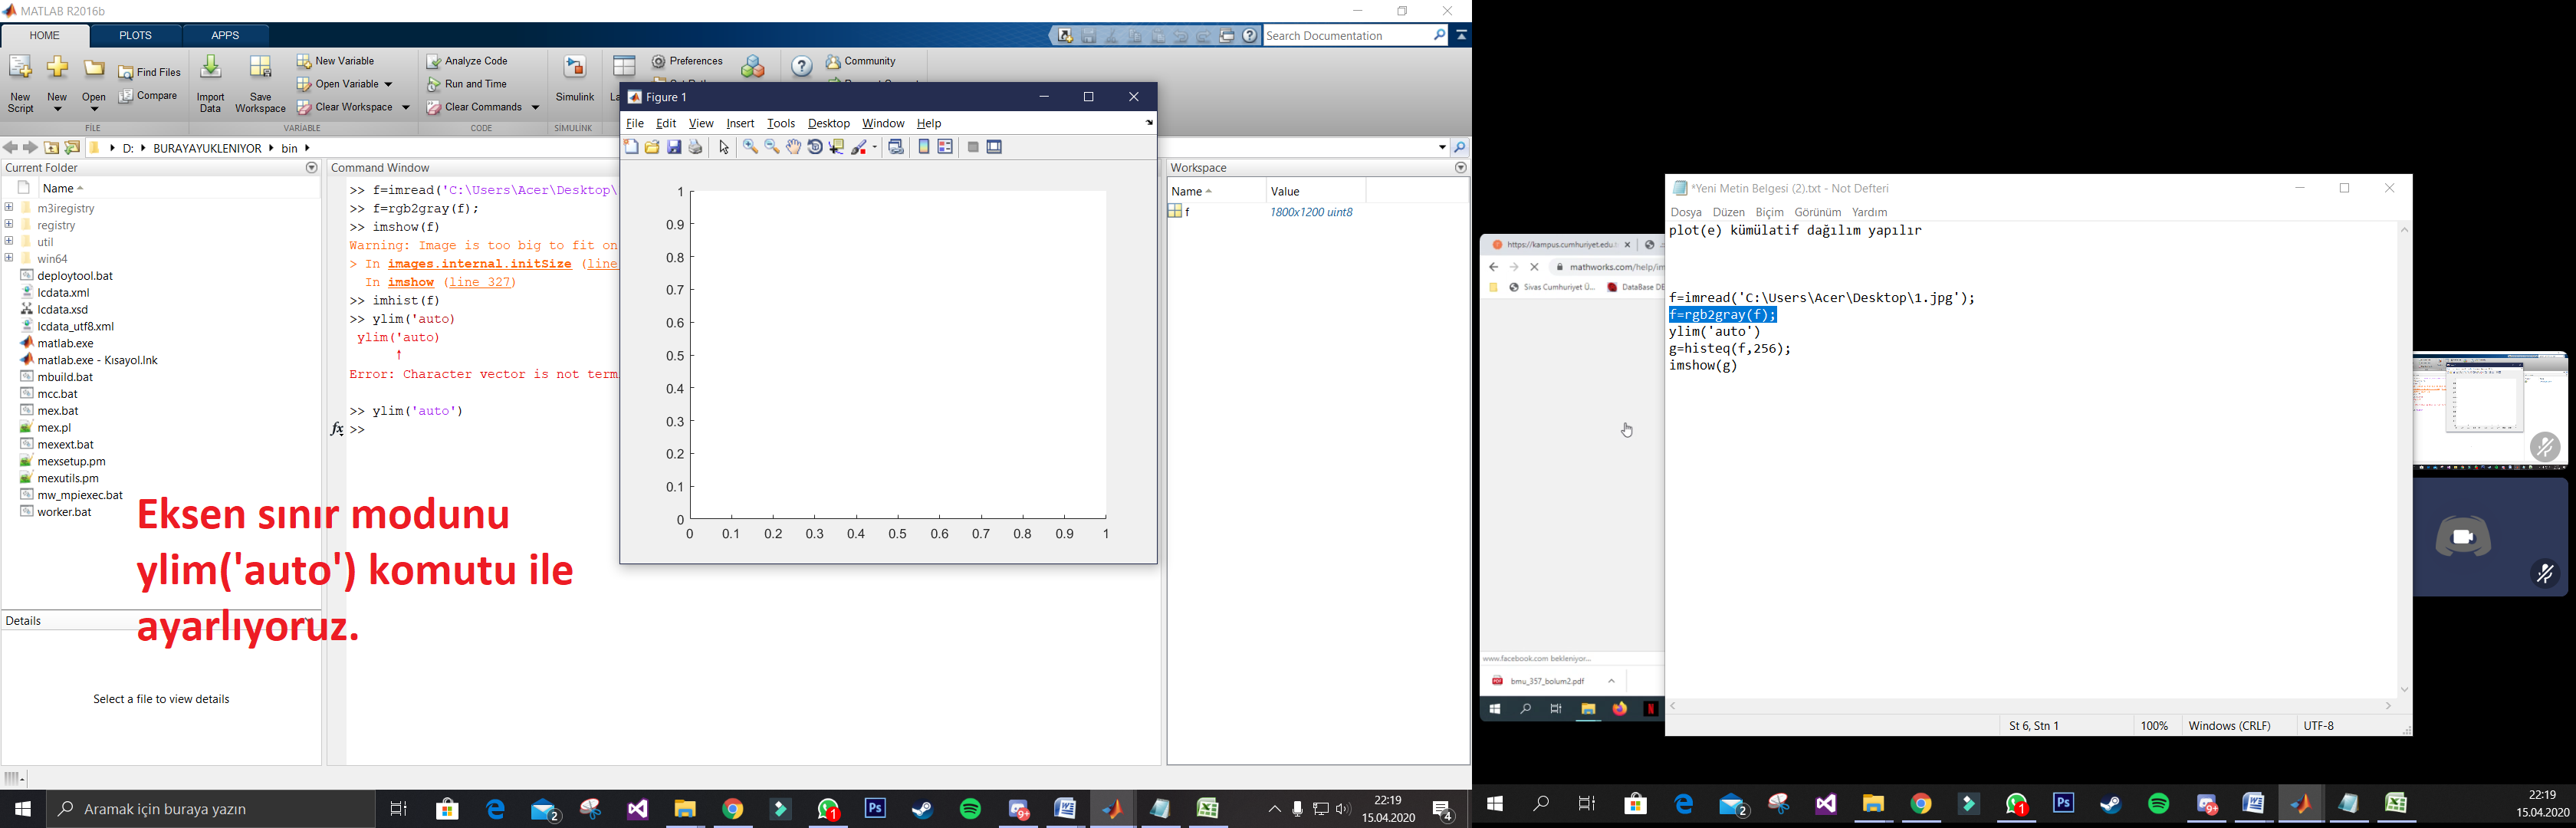 MATLAB R2016b
HOME
PLOTS
APPS
Search Documentation
New Script
New
Open
Find Files
Compare
Import Data
Save Workspace
New Variable
Open Variable
Clear Workspace
Analyze Code
Run and Time
Clear Commands
Simulink
Preferences
Community
FİLE
VARİABLE
CODE
SİMULİNK
D: BURAYAYUKLENIYOR bin
Current Folder
Name
m3iregistry
registry
util
win64
deploytool.bat
lcdata.xml
lcdata.xsd
lcdata_utf8.xml
matlab.exe
matlab.exe - Kısayol.lnk
mbuild.bat
mcc.bat
mex.bat
mex.pl
mexext.bat
mexsetup.pm
mexutils.pm
mw_mpiexec.bat
worker.bat
Details
Select a file to view details
Command Window
>> f=imread('C:\Users\Acer\Desktop\
>> f=rgb2gray(f);
>> imshow(f)
Warning: Image is too big to fit on
> In images.internal.initSize (line
In imshow (line 327)
>> imhist(f)
>> ylim('auto)
ylim('auto)
↑
Error: Character vector is not term
>> ylim('auto')
fx >>
Eksen sınır modunu
ylim('auto') komutu ile
ayarlıyoruz.
Figure 1
File Edit View Insert Tools Desktop Window Help
1
0.9
0.8
0.7
0.6
0.5
0.4
0.3
0.2
0.1
0
0 0.1 0.2 0.3 0.4 0.5 0.6 0.7 0.8 0.9 1
Workspace
Name Value
f 1800x1200 uint8
Aramak için buraya yazın
22:19
15.04.2020
https://kampus.cumhuriyet.edu.
mathworks.com/help/im
Sivas Cumhuriyet Ü...
DataBase DE
www.facebook.com bekleniyor...
bmu_357_bolum2.pdf
*Yeni Metin Belgesi (2).txt - Not Defteri
Dosya Düzen Biçim Görünüm Yardım
plot(e) kümülatif dağılım yapılır
f=imread('C:\Users\Acer\Desktop\1.jpg');
f=rgb2gray(f);
ylim('auto')
g=histeq(f,256);
imshow(g)
St 6, Stn 1
100%
Windows (CRLF)
UTF-8
22:19
15.04.2020